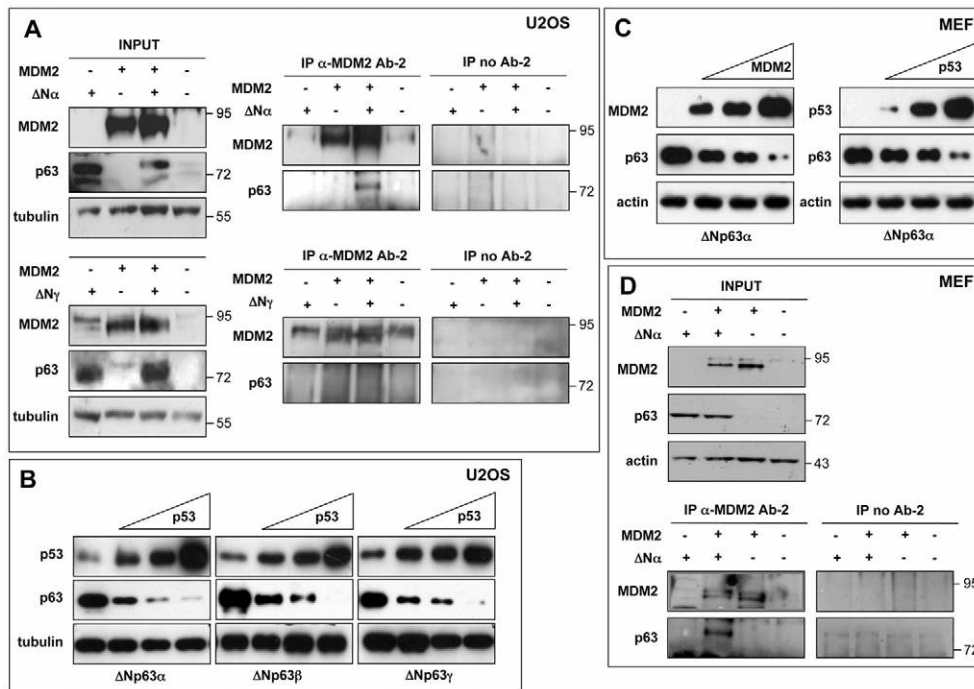 A
U2OS
INPUT
MDM2 - + + -
ΔNα + - + -
MDM2
95
p63
72
tubulin
55
IP α-MDM2 Ab-2
IP no Ab-2
MDM2 - + + - - + + -
ΔNα + - + - + - + -
MDM2
95
p63
72
MDM2 - + + -
ΔNγ + - + -
MDM2
95
p63
72
tubulin
55
IP α-MDM2 Ab-2
IP no Ab-2
MDM2 - + + - - + + -
ΔNγ + - + - + - + -
MDM2
95
p63
72
B
U2OS
p53 p53 p53
p53
p63
tubulin
ΔNp63α ΔNp63β ΔNp63γ
C
MEF
MDM2
MDM2
p63
actin
ΔNp63α
p53
p53
p63
actin
ΔNp63α
D
MEF
INPUT
MDM2 - + + -
ΔNα + + - -
MDM2
95
p63
72
actin
43
IP α-MDM2 Ab-2
IP no Ab-2
MDM2 - + + - - + + -
ΔNα + + - - + + - -
MDM2
95
p63
72